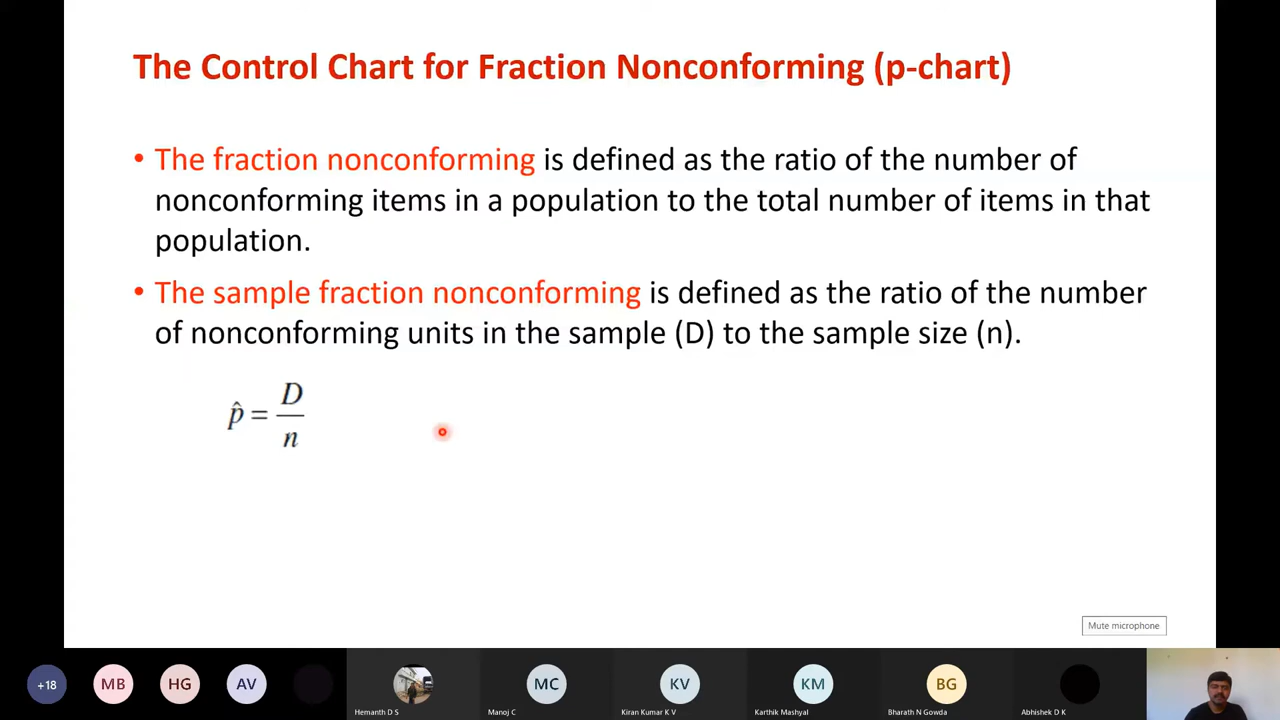 The Control Chart for Fraction Nonconforming (p-chart)
• The fraction nonconforming is defined as the ratio of the number of
nonconforming items in a population to the total number of items in that
population.
• The sample fraction nonconforming is defined as the ratio of the number
of nonconforming units in the sample (D) to the sample size (n).
p̂ = D/n
Mute microphone
+18 MB HG AV MC KV KM BG
Hemanth D S Manoj C Kiran Kumar K V Karthik Mashyal Bharath N Gowda Abhishek D K